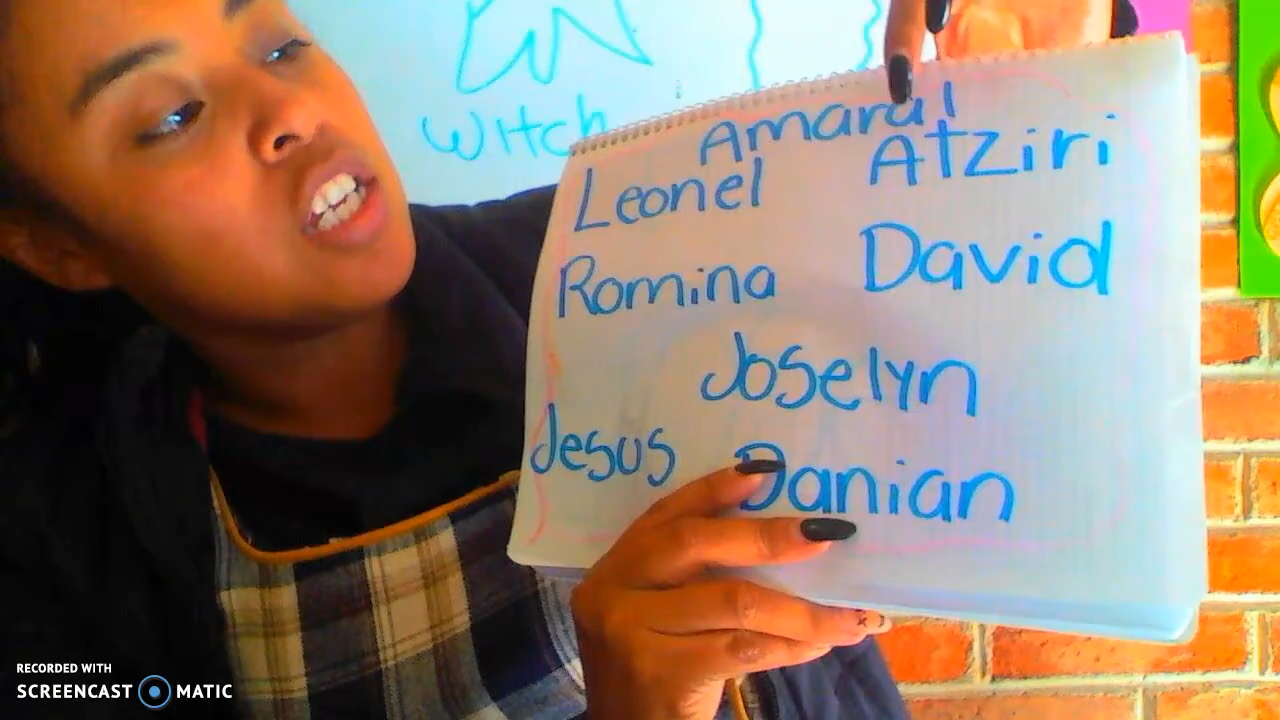 Witch
Amaral
Leonel Atziri
Romina David
Joselyn
Jesus Danian
RECORDED WITH
SCREENCAST MATIC